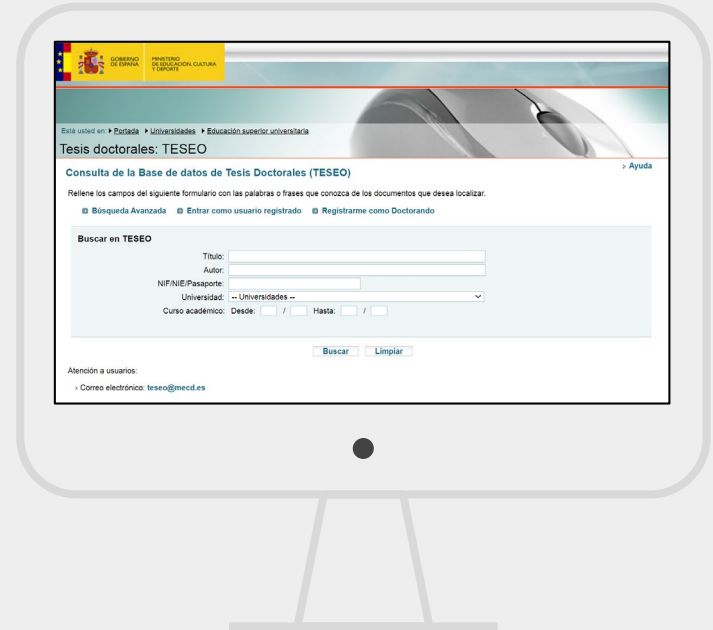 GOBIERNO
DE ESPAÑA
MINISTERIO
DE EDUCACIÓN, CULTURA
Y DEPORTE
Está usted en: Portada Universidades Educación superior universitaria
Tesis doctorales: TESEO
> Ayuda
Consulta de la Base de datos de Tesis Doctorales (TESEO)
Rellene los campos del siguiente formulario con las palabras o frases que conozca de los documentos que desea localizar.
Búsqueda Avanzada Entrar como usuario registrado Registrarme como Doctorando
Buscar en TESEO
Título:
Autor:
NIF/NIE/Pasaporte:
Universidad: -- Universidades --
Curso académico: Desde: / Hasta: /
Buscar Limpiar
Atención a usuarios:
> Correo electrónico: teseo@mecd.es